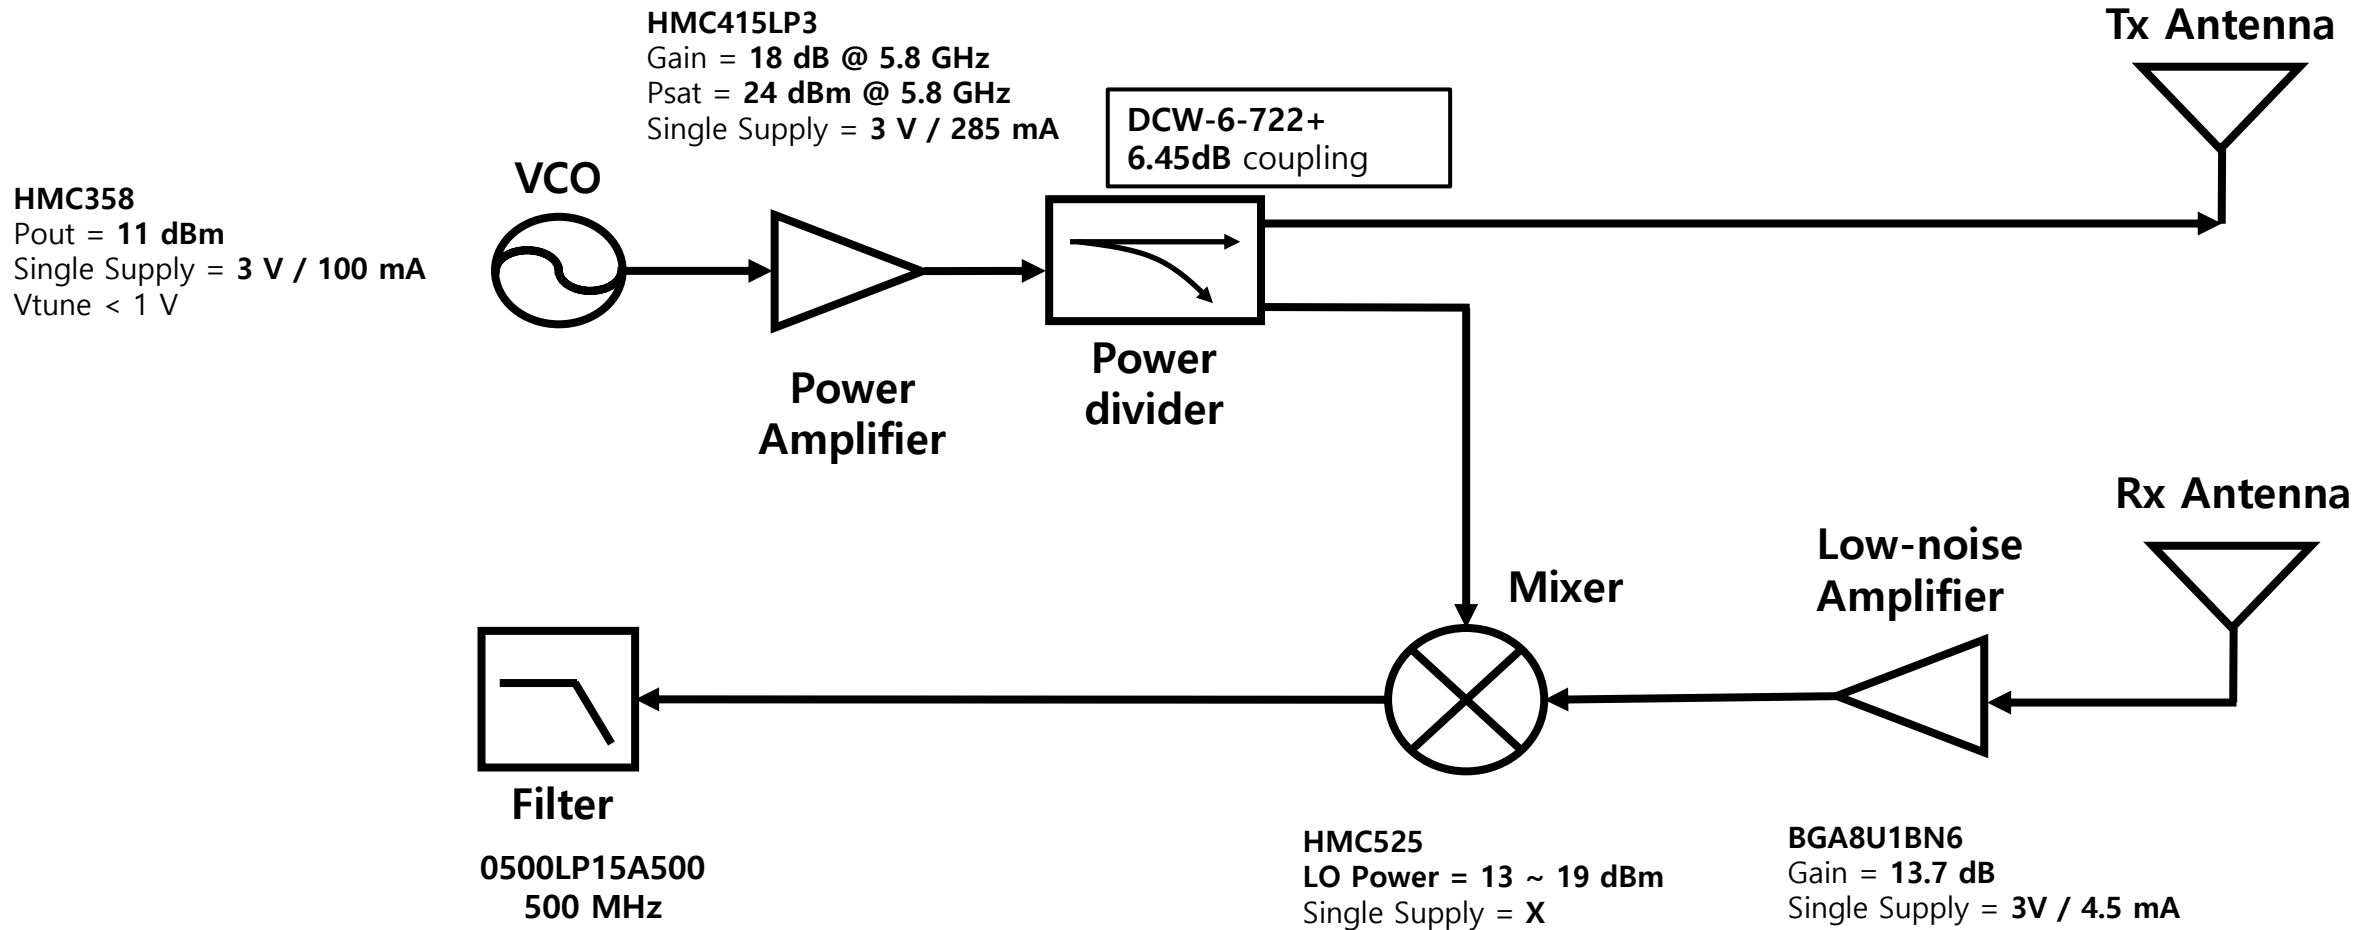 HMC415LP3
Gain = 18 dB @ 5.8 GHz
Psat = 24 dBm @ 5.8 GHz
Single Supply = 3 V / 285 mA
Tx Antenna
DCW-6-722+
6.45dB coupling
VCO
HMC358
Pout = 11 dBm
Single Supply = 3 V / 100 mA
Vtune < 1 V
Power
Amplifier
Power
divider
Rx Antenna
Low-noise
Amplifier
Mixer
Filter
0500LP15A500
500 MHz
HMC525
LO Power = 13 ~ 19 dBm
Single Supply = X
BGA8U1BN6
Gain = 13.7 dB
Single Supply = 3V / 4.5 mA